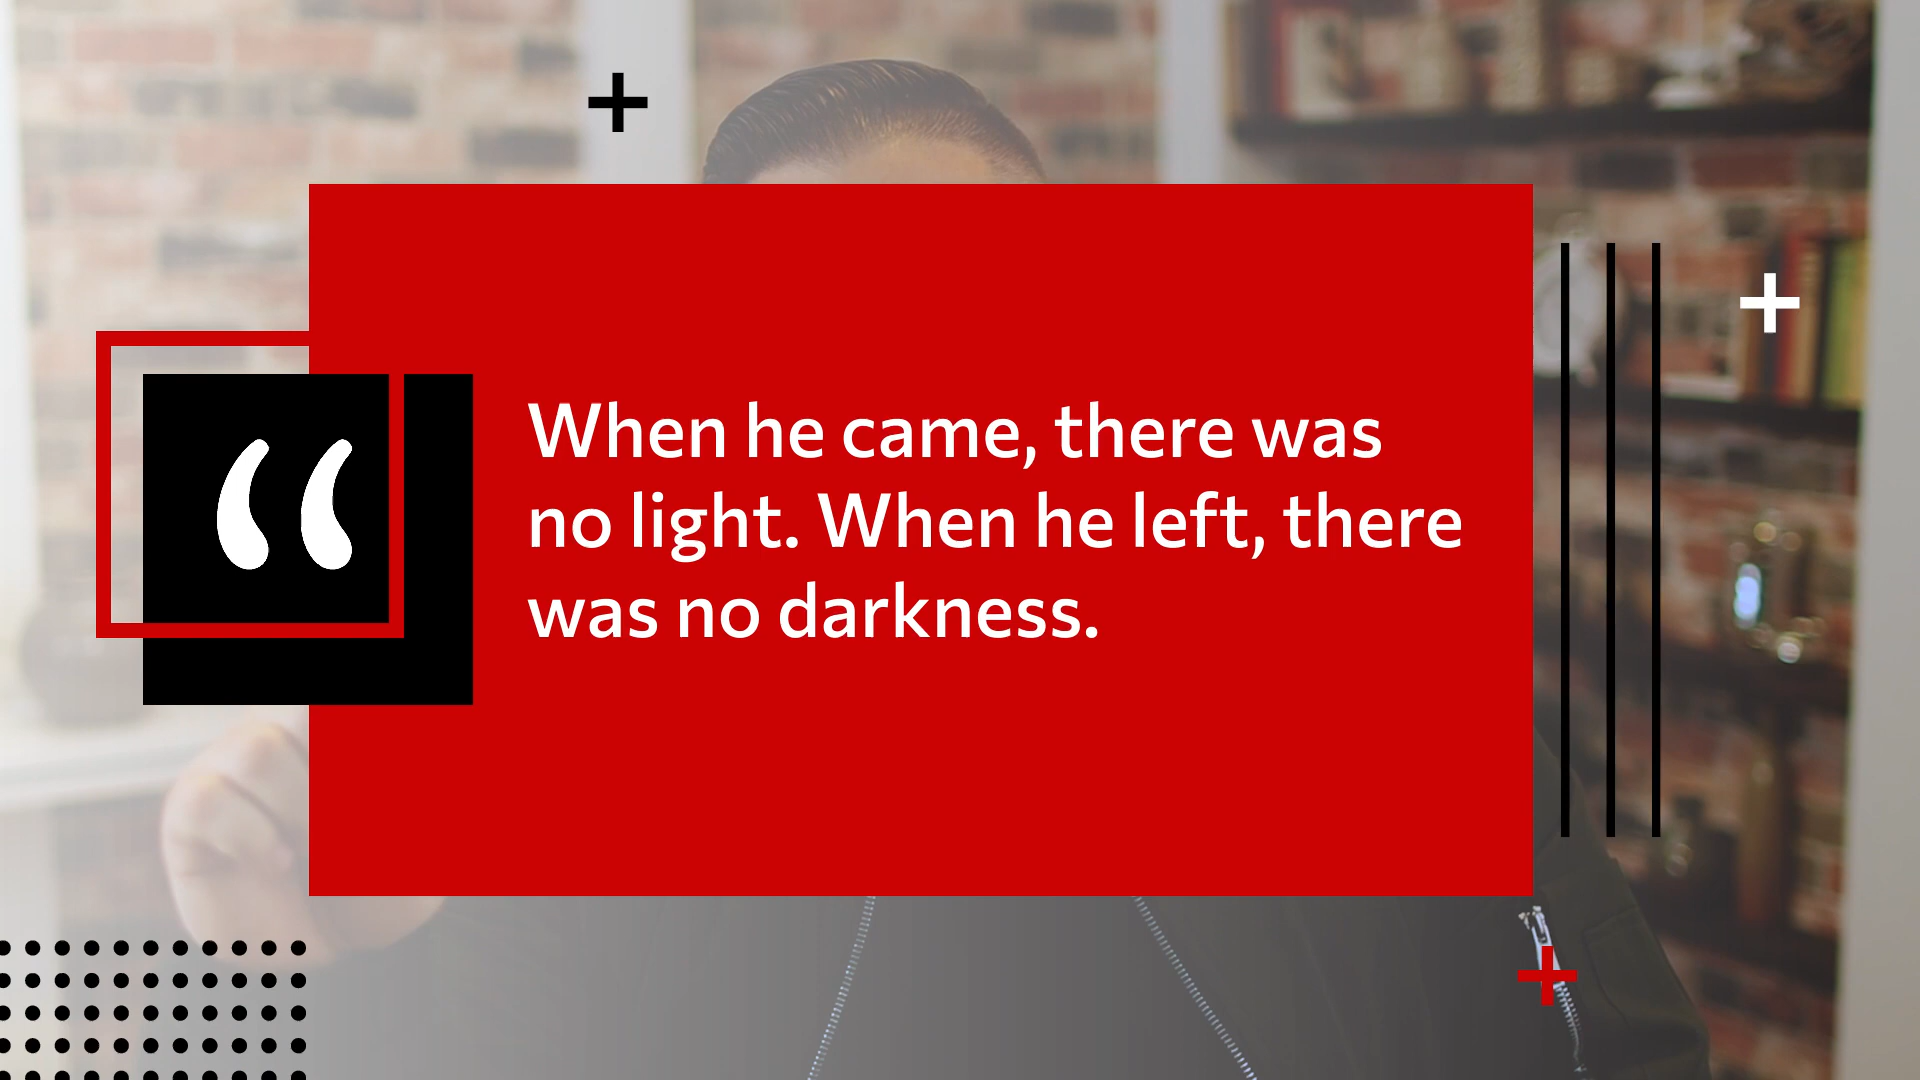 “
When he came, there was
no light. When he left, there
was no darkness.